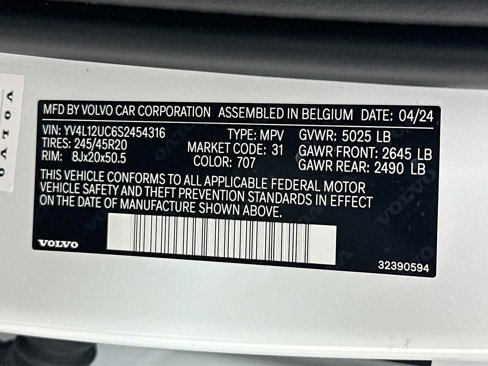 MFD BY VOLVO CAR CORPORATION ASSEMBLED IN BELGIUM DATE: 04/24
VIN: YV4L12UC6S2454316 TYPE: MPV GVWR: 5025 LB
TIRES: 245/45R20 MARKET CODE: 31 GAWR FRONT: 2645 LB
RIM: 8Jx20x50.5 COLOR: 707 GAWR REAR: 2490 LB
THIS VEHICLE CONFORMS TO ALL APPLICABLE FEDERAL MOTOR
VEHICLE SAFETY AND THEFT PREVENTION STANDARDS IN EFFECT
ON THE DATE OF MANUFACTURE SHOWN ABOVE.
VOLVO 32390594
VOLVO